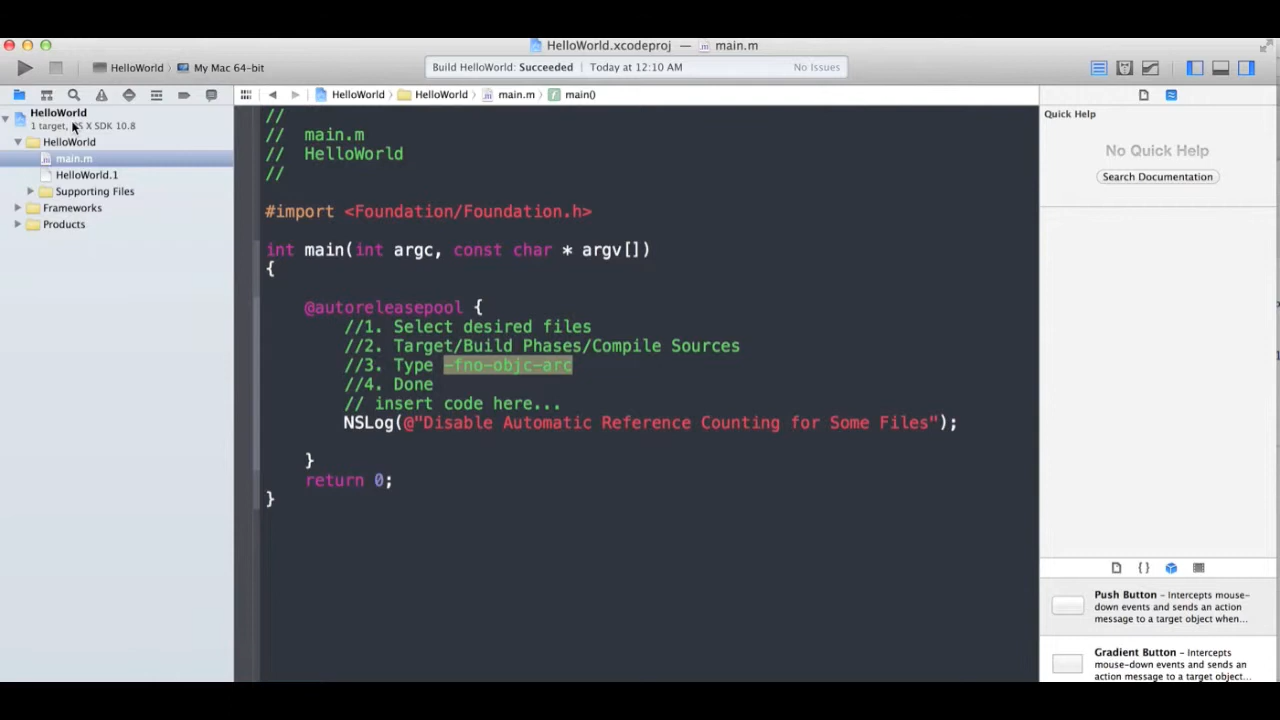 HelloWorld.xcodeproj — main.m
HelloWorld
My Mac 64-bit
Build HelloWorld: Succeeded
Today at 12:10 AM
No Issues
HelloWorld
HelloWorld
main.m
main()
HelloWorld
1 target, OS X SDK 10.8
HelloWorld
main.m
HelloWorld.1
Supporting Files
Frameworks
Products
//
// main.m
// HelloWorld
//
#import <Foundation/Foundation.h>
int main(int argc, const char * argv[])
{
@autoreleasepool {
//1. Select desired files
//2. Target/Build Phases/Compile Sources
//3. Type -fno-objc-arc
//4. Done
// insert code here...
NSLog(@"Disable Automatic Reference Counting for Some Files");
}
return 0;
}
Quick Help
No Quick Help
Search Documentation
Push Button – Intercepts mouse-
down events and sends an action
message to a target object when...
Gradient Button – Intercepts
mouse-down events and sends an
action message to a target object...